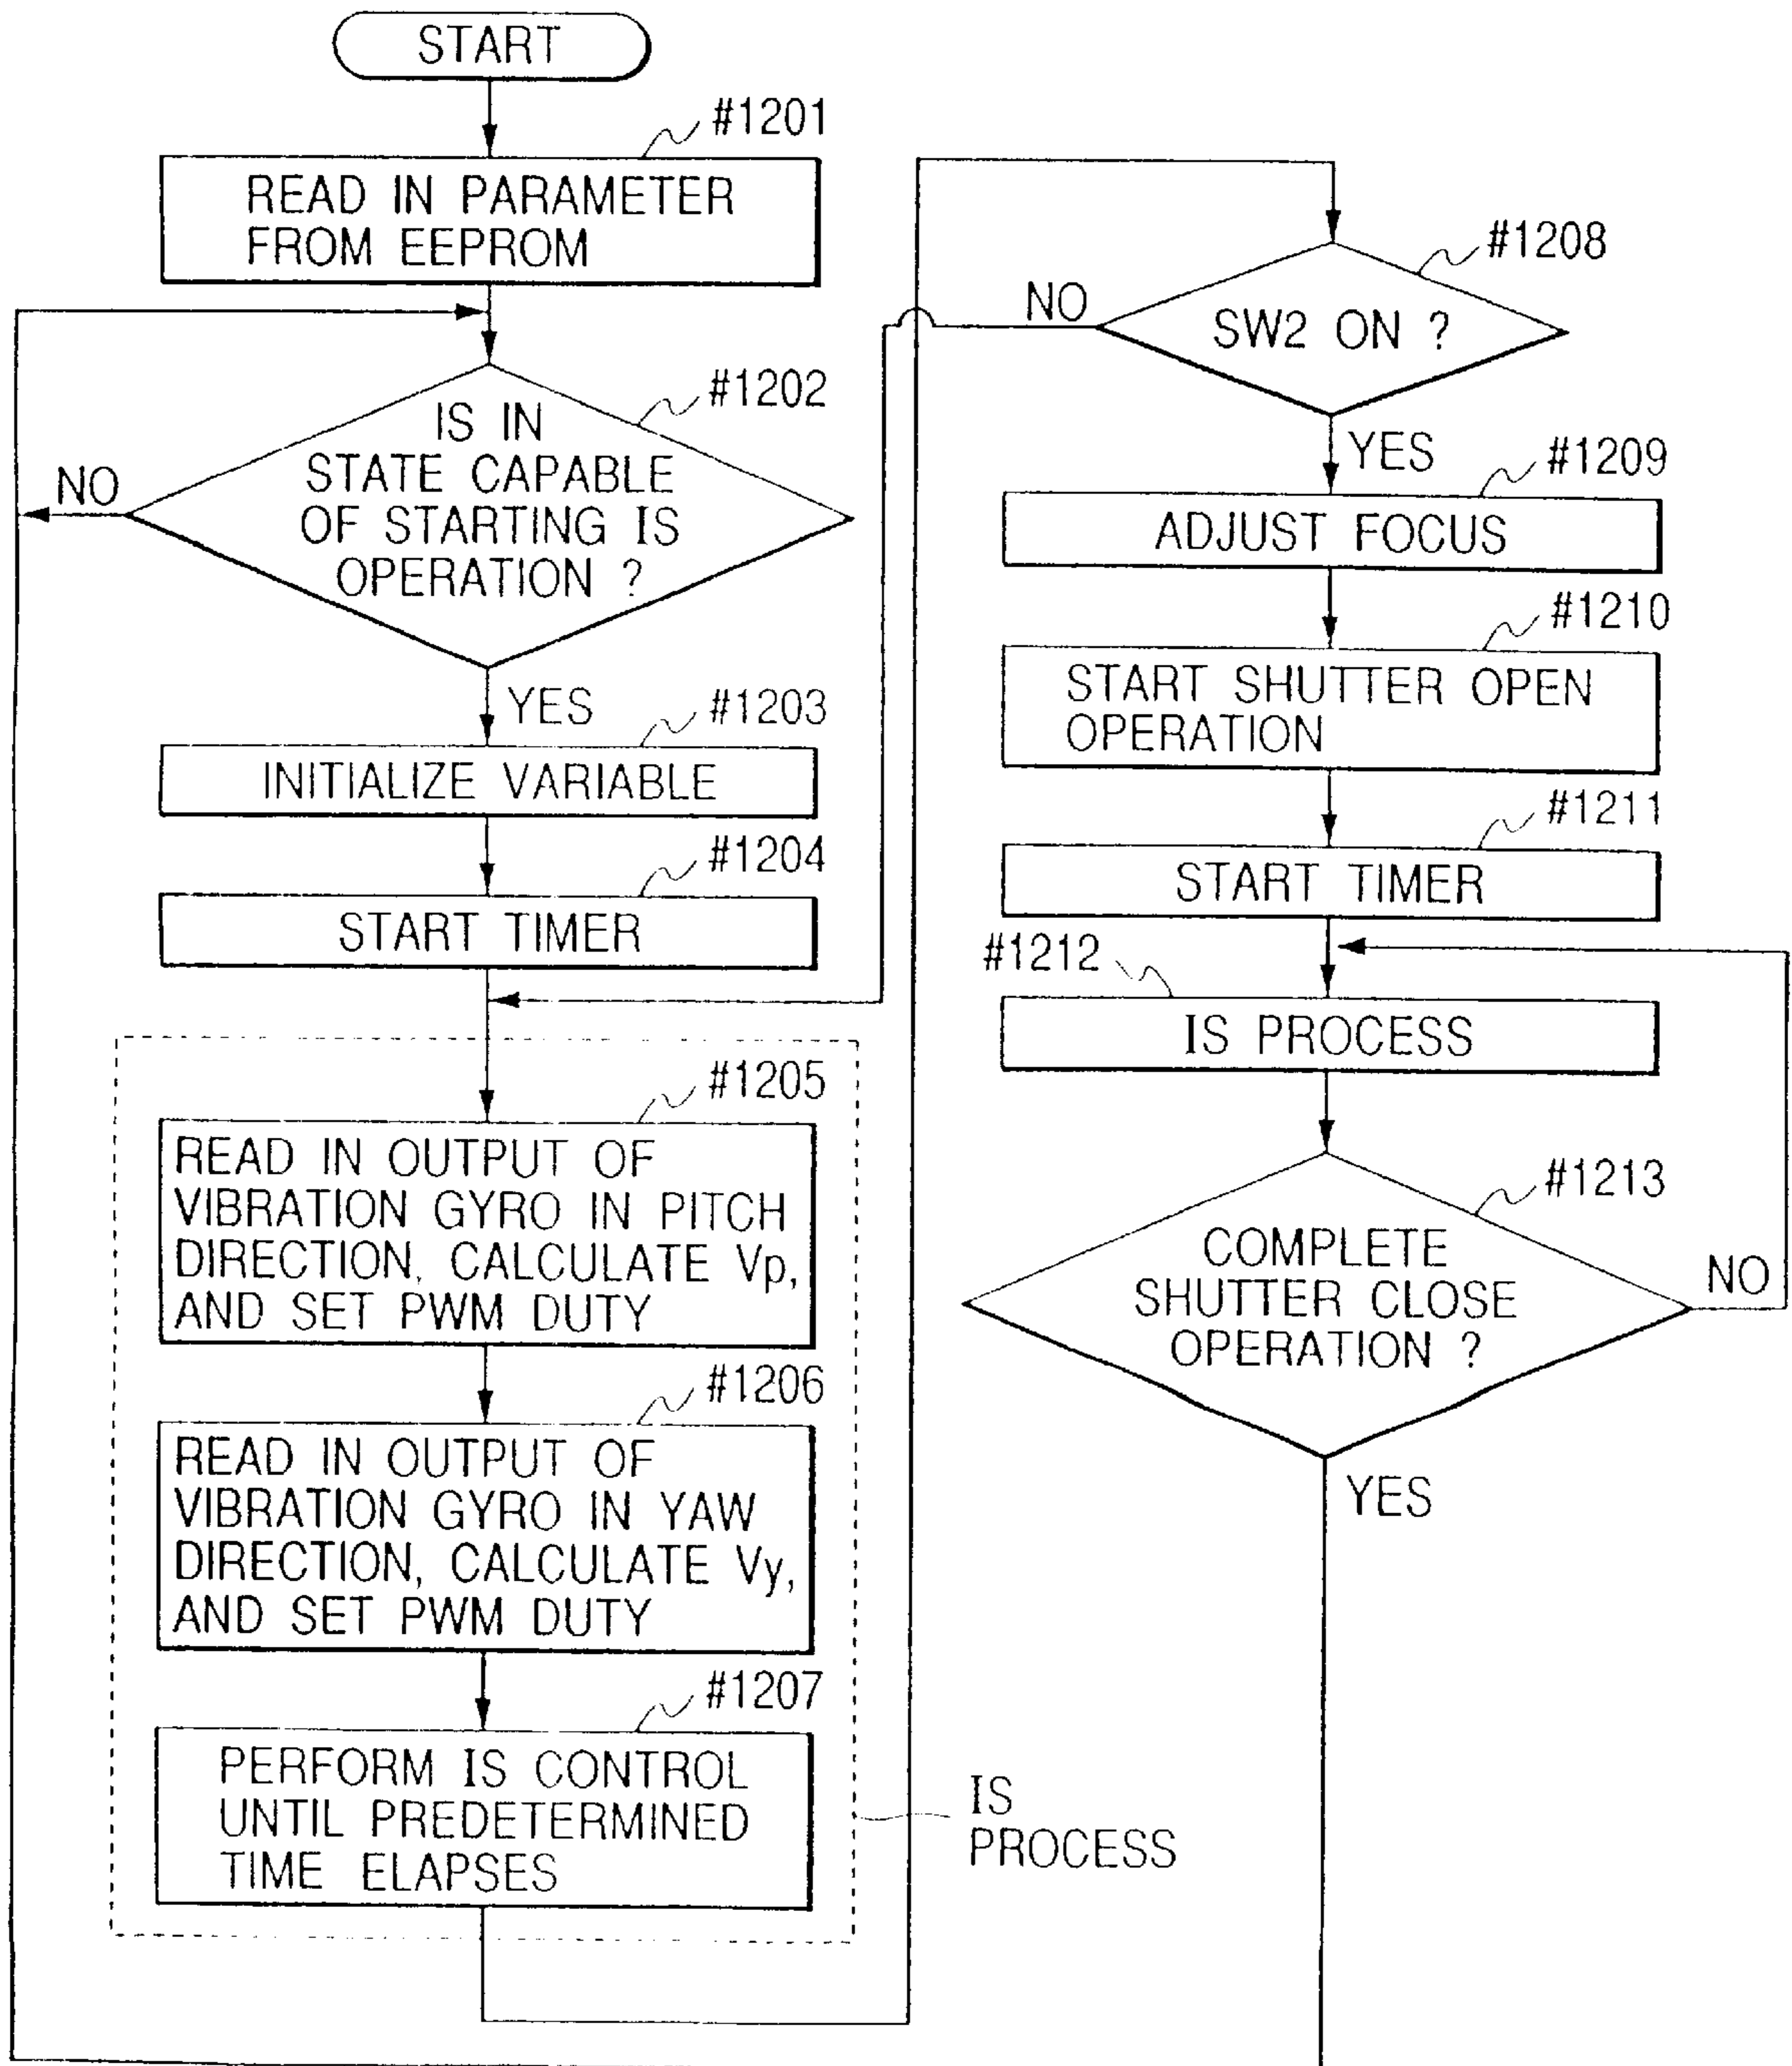 START
#1201
READ IN PARAMETER
FROM EEPROM
#1202
IS IN
STATE CAPABLE
OF STARTING IS
OPERATION ?
NO
YES
#1203
INITIALIZE VARIABLE
#1204
START TIMER
#1205
READ IN OUTPUT OF
VIBRATION GYRO IN PITCH
DIRECTION, CALCULATE Vp,
AND SET PWM DUTY
#1206
READ IN OUTPUT OF
VIBRATION GYRO IN YAW
DIRECTION, CALCULATE Vy,
AND SET PWM DUTY
#1207
PERFORM IS CONTROL
UNTIL PREDETERMINED
TIME ELAPSES
IS
PROCESS
#1208
SW2 ON ?
NO
YES
#1209
ADJUST FOCUS
#1210
START SHUTTER OPEN
OPERATION
#1211
START TIMER
#1212
IS PROCESS
#1213
COMPLETE
SHUTTER CLOSE
OPERATION ?
NO
YES